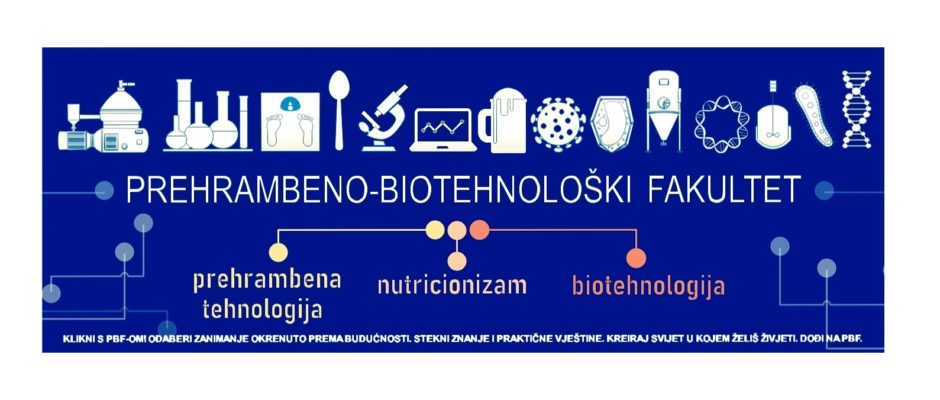 PREHRAMBENO-BIOTEHNOLOŠKI FAKULTET
prehrambena
tehnologija
nutricionizam
biotehnologija
KLIKNI S PBF-OM! ODABERI ZANIMANJE OKRENUTO PREMA BUDUĆNOSTI. STEKNI ZNANJE I PRAKTIČNE VJEŠTINE. KREIRAJ SVIJET U KOJEM ŽELIŠ ŽIVJETI. DOĐI NA PBF.